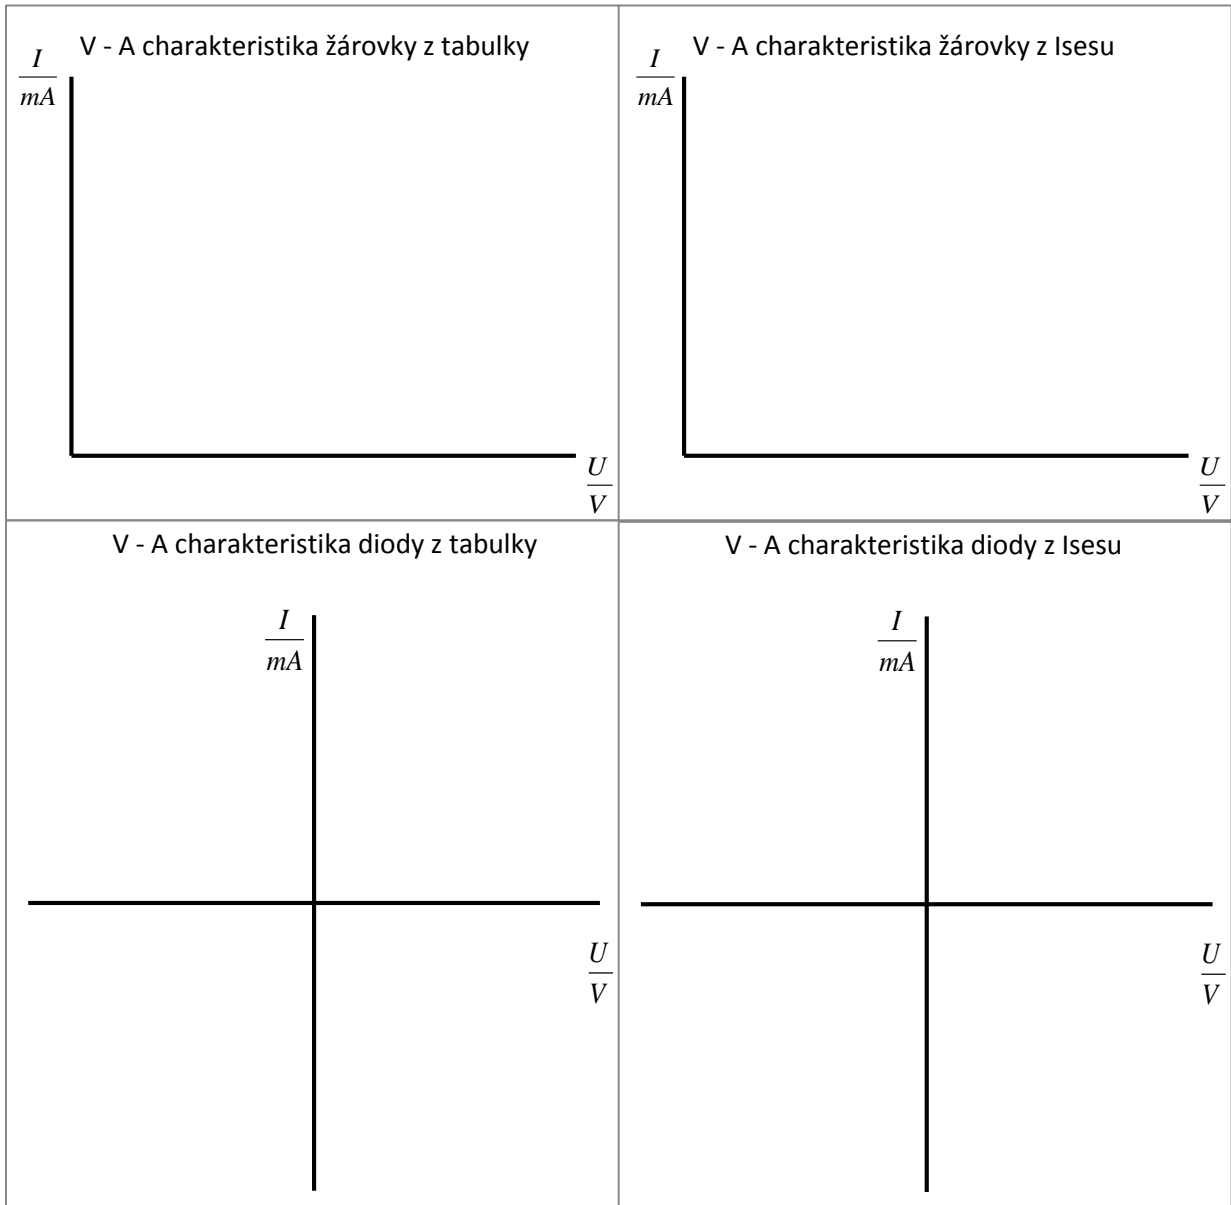 V - A charakteristika žárovky z tabulky
I
mA
U
V
V - A charakteristika žárovky z Isesu
I
mA
U
V
V - A charakteristika diody z tabulky
I
mA
U
V
V - A charakteristika diody z Isesu
I
mA
U
V